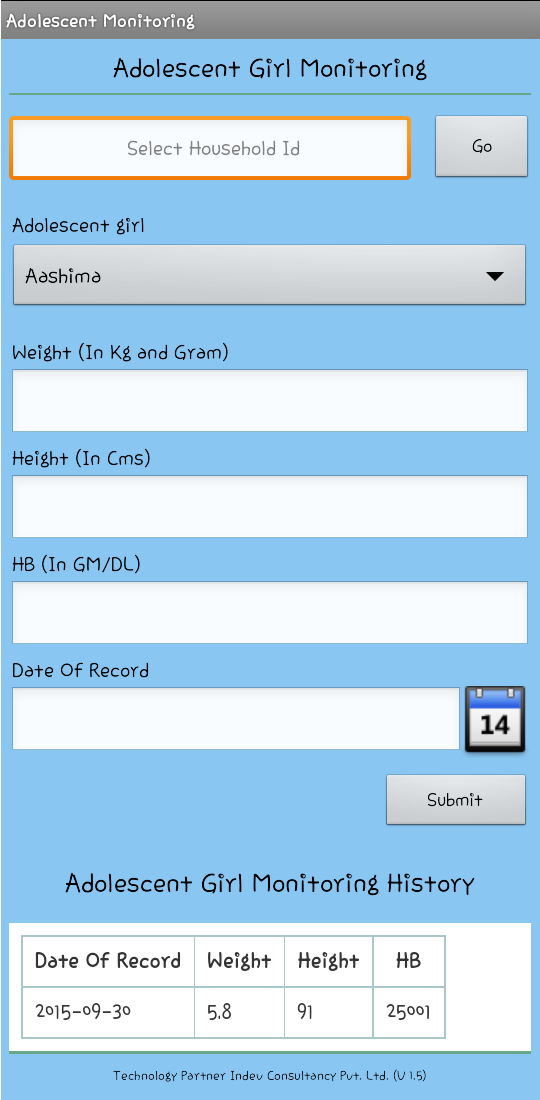 Adolescent Monitoring
Adolescent Girl Monitoring
Select Household Id
Go
Adolescent girl
Aashima
Weight (In Kg and Gram)
Height (In Cms)
HB (In GM/DL)
Date Of Record
14
Submit
Adolescent Girl Monitoring History
Date Of Record Weight Height HB
2015-09-30 5.8 91 25001
Technology Partner Indev Consultancy Pvt. Ltd. (V 1.5)